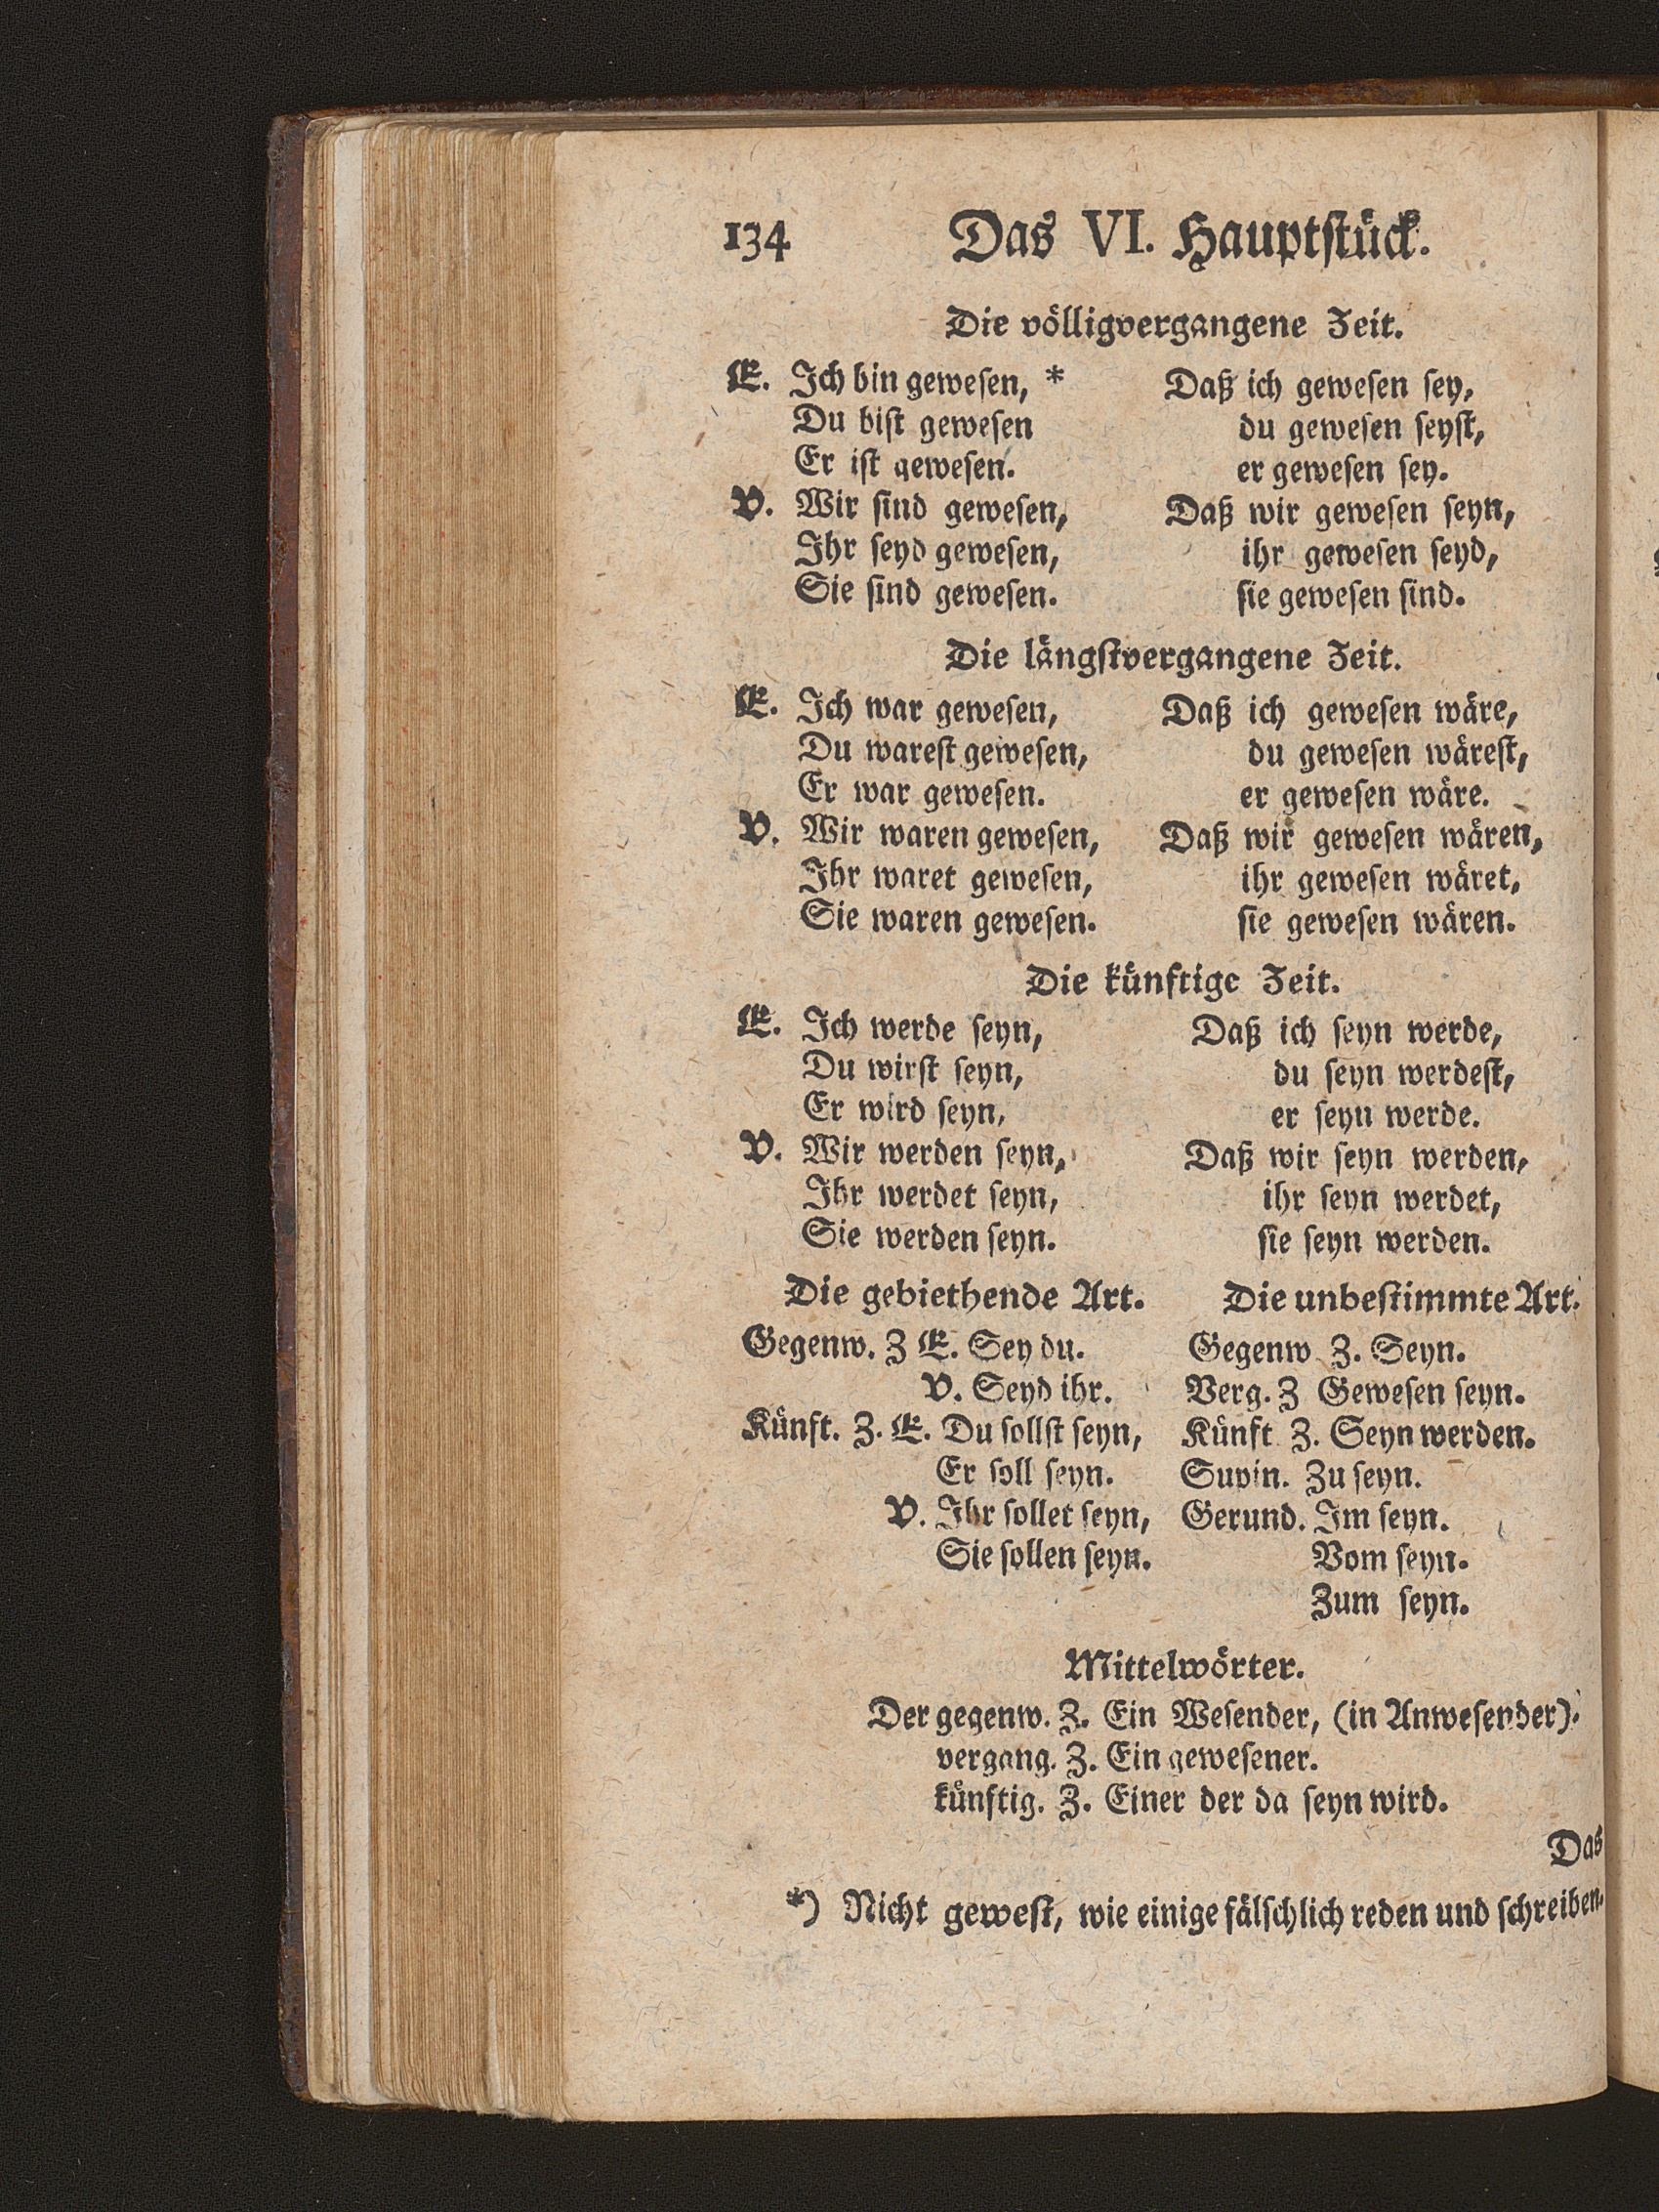 134 Das VI. Hauptſtück.
Die völligvergangene Zeit.
E. Ich bin geweſen, * Daß ich geweſen ſey,
Du biſt geweſen du geweſen ſeyſt,
Er iſt geweſen. er geweſen ſey.
V. Wir ſind geweſen, Daß wir geweſen ſeyn,
Ihr ſeyd geweſen, ihr geweſen ſeyd,
Sie ſind geweſen. ſie geweſen ſind.
Die längſtvergangene Zeit.
E. Ich war geweſen, Daß ich geweſen wäre,
Du wareſt geweſen, du geweſen wäreſt,
Er war geweſen. er geweſen wäre.
V. Wir waren geweſen, Daß wir geweſen wären,
Ihr waret geweſen, ihr geweſen wäret,
Sie waren geweſen. ſie geweſen wären.
Die künftige Zeit.
E. Ich werde ſeyn, Daß ich ſeyn werde,
Du wirſt ſeyn, du ſeyn werdeſt,
Er wird ſeyn, er ſeyn werde.
V. Wir werden ſeyn, Daß wir ſeyn werden,
Ihr werdet ſeyn, ihr ſeyn werdet,
Sie werden ſeyn. ſie ſeyn werden.
Die gebiethende Art. Die unbeſtimmte Art.
Gegenw. Z E. Sey du. Gegenw. Z. Seyn.
V. Seyd ihr. Verg. Z Geweſen ſeyn.
Künft. Z. E. Du ſollſt ſeyn, Künft Z. Seyn werden.
Er ſoll ſeyn. Supin. Zu ſeyn.
V. Ihr ſollet ſeyn, Gerund. Im ſeyn.
Sie ſollen ſeyn. Vom ſeyn.
Zum ſeyn.
Mittelwörter.
Der gegenw. Z. Ein Weſender, (in Anweſender).
vergang. Z. Ein geweſener.
künftig. Z. Einer der da ſeyn wird.
Das
*) Nicht geweſt, wie einige fälſchlich reden und ſchreiben.